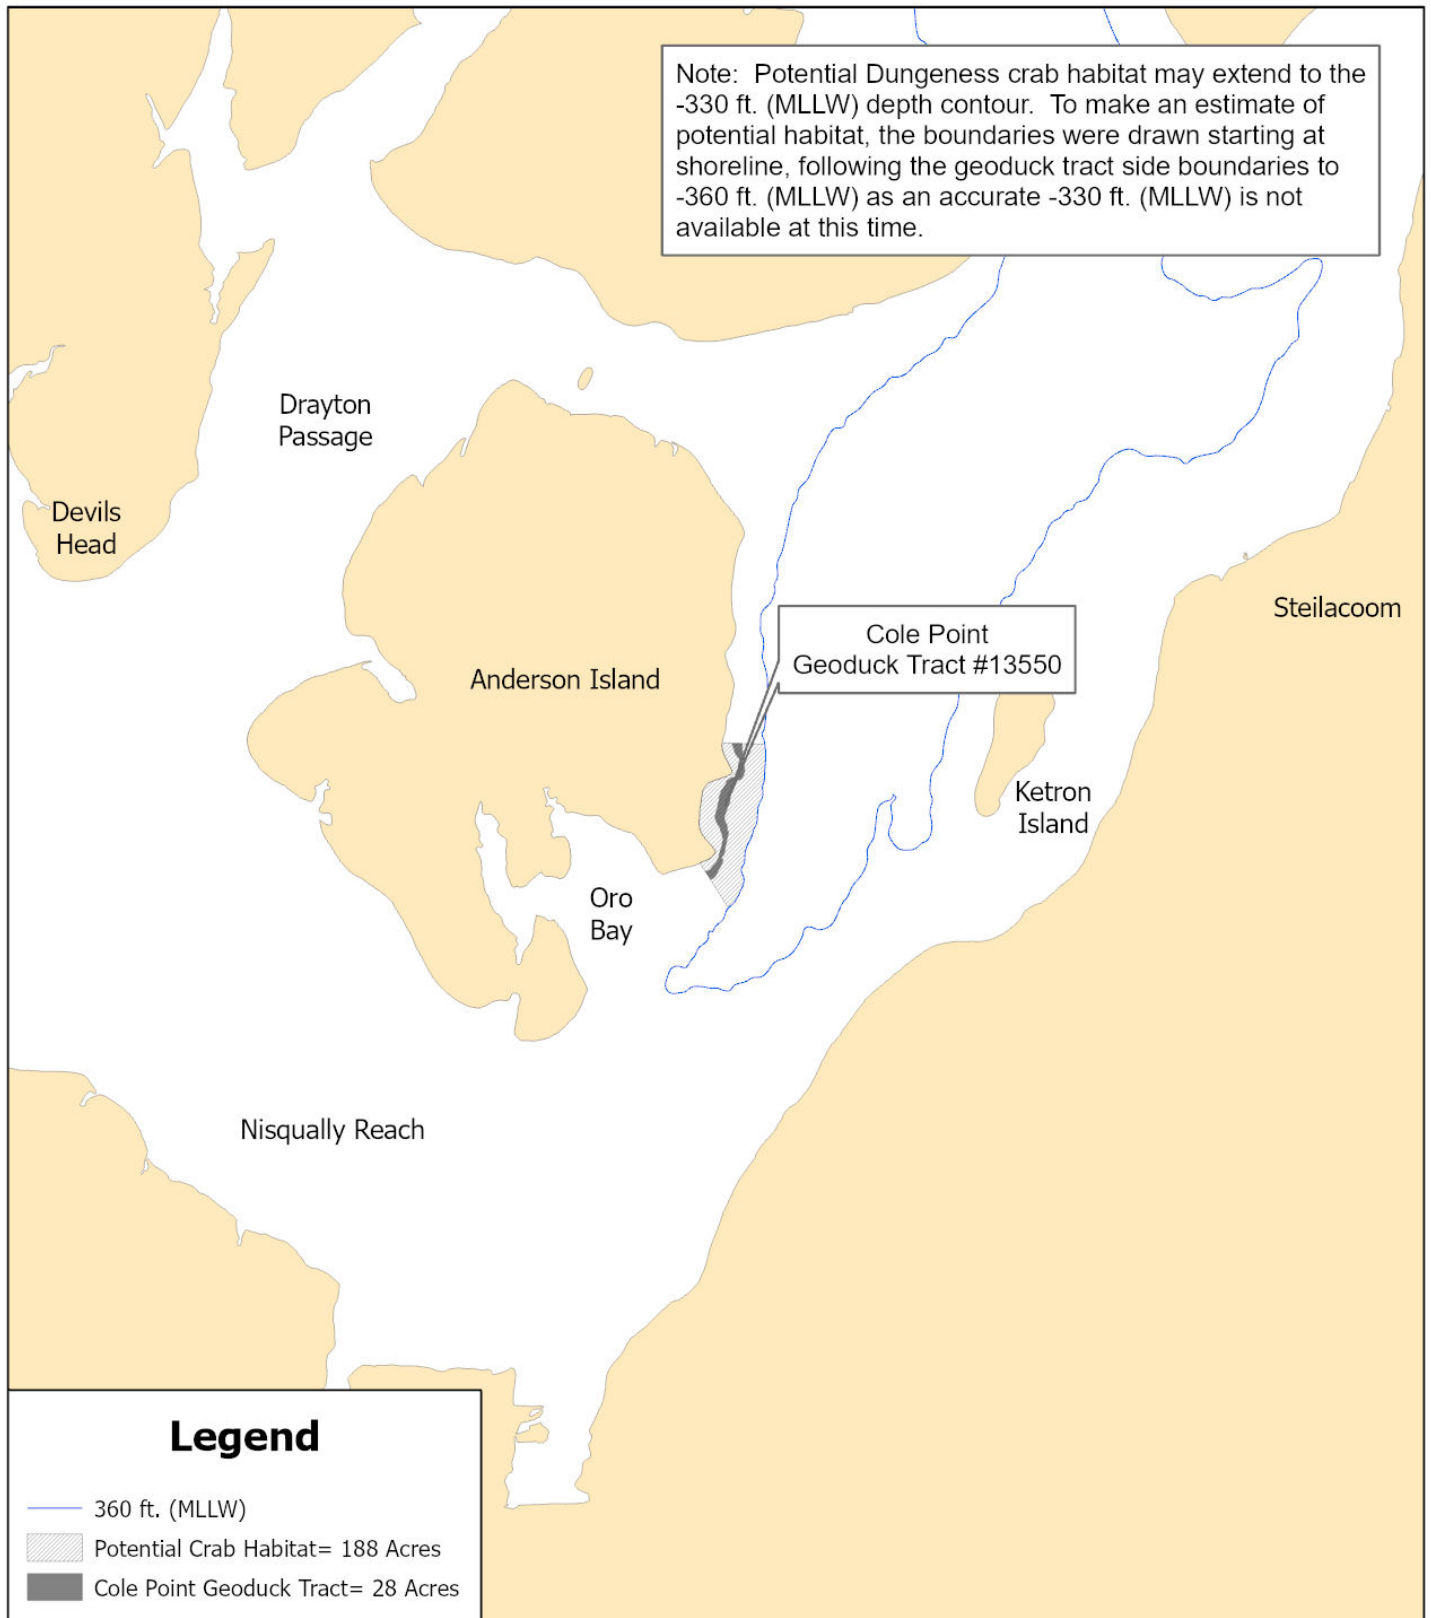 Note:  Potential Dungeness crab habitat may extend to the
-330 ft. (MLLW) depth contour.  To make an estimate of
potential habitat, the boundaries were drawn starting at
shoreline, following the geoduck tract side boundaries to
-360 ft. (MLLW) as an accurate -330 ft. (MLLW) is not
available at this time.
Drayton
Passage
Devils
Head
Steilacoom
Cole Point
Geoduck Tract #13550
Anderson Island
Ketron
Island
Oro
Bay
Nisqually Reach
Legend
360 ft. (MLLW)
Potential Crab Habitat= 188 Acres
Cole Point Geoduck Tract= 28 Acres